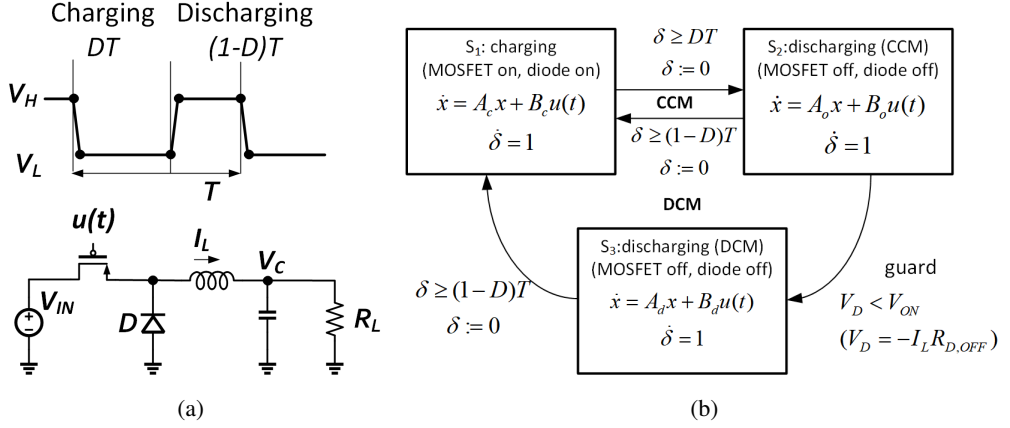 Charging
Discharging
DT
(1-D)T
V_H
V_L
T
u(t)
I_L
V_C
V_IN
D
R_L
(a)
S₁: charging
(MOSFET on, diode on)
ẋ = A_c x + B_c u(t)
δ̇ = 1
δ ≥ DT
δ := 0
CCM
δ ≥ (1 − D)T
δ := 0
S₂:discharging (CCM)
(MOSFET off, diode off)
ẋ = A_o x + B_o u(t)
δ̇ = 1
DCM
S₃:discharging (DCM)
(MOSFET off, diode off)
ẋ = A_d x + B_d u(t)
δ̇ = 1
δ ≥ (1 − D)T
δ := 0
guard
V_D < V_ON
(V_D = −I_L R_D,OFF)
(b)